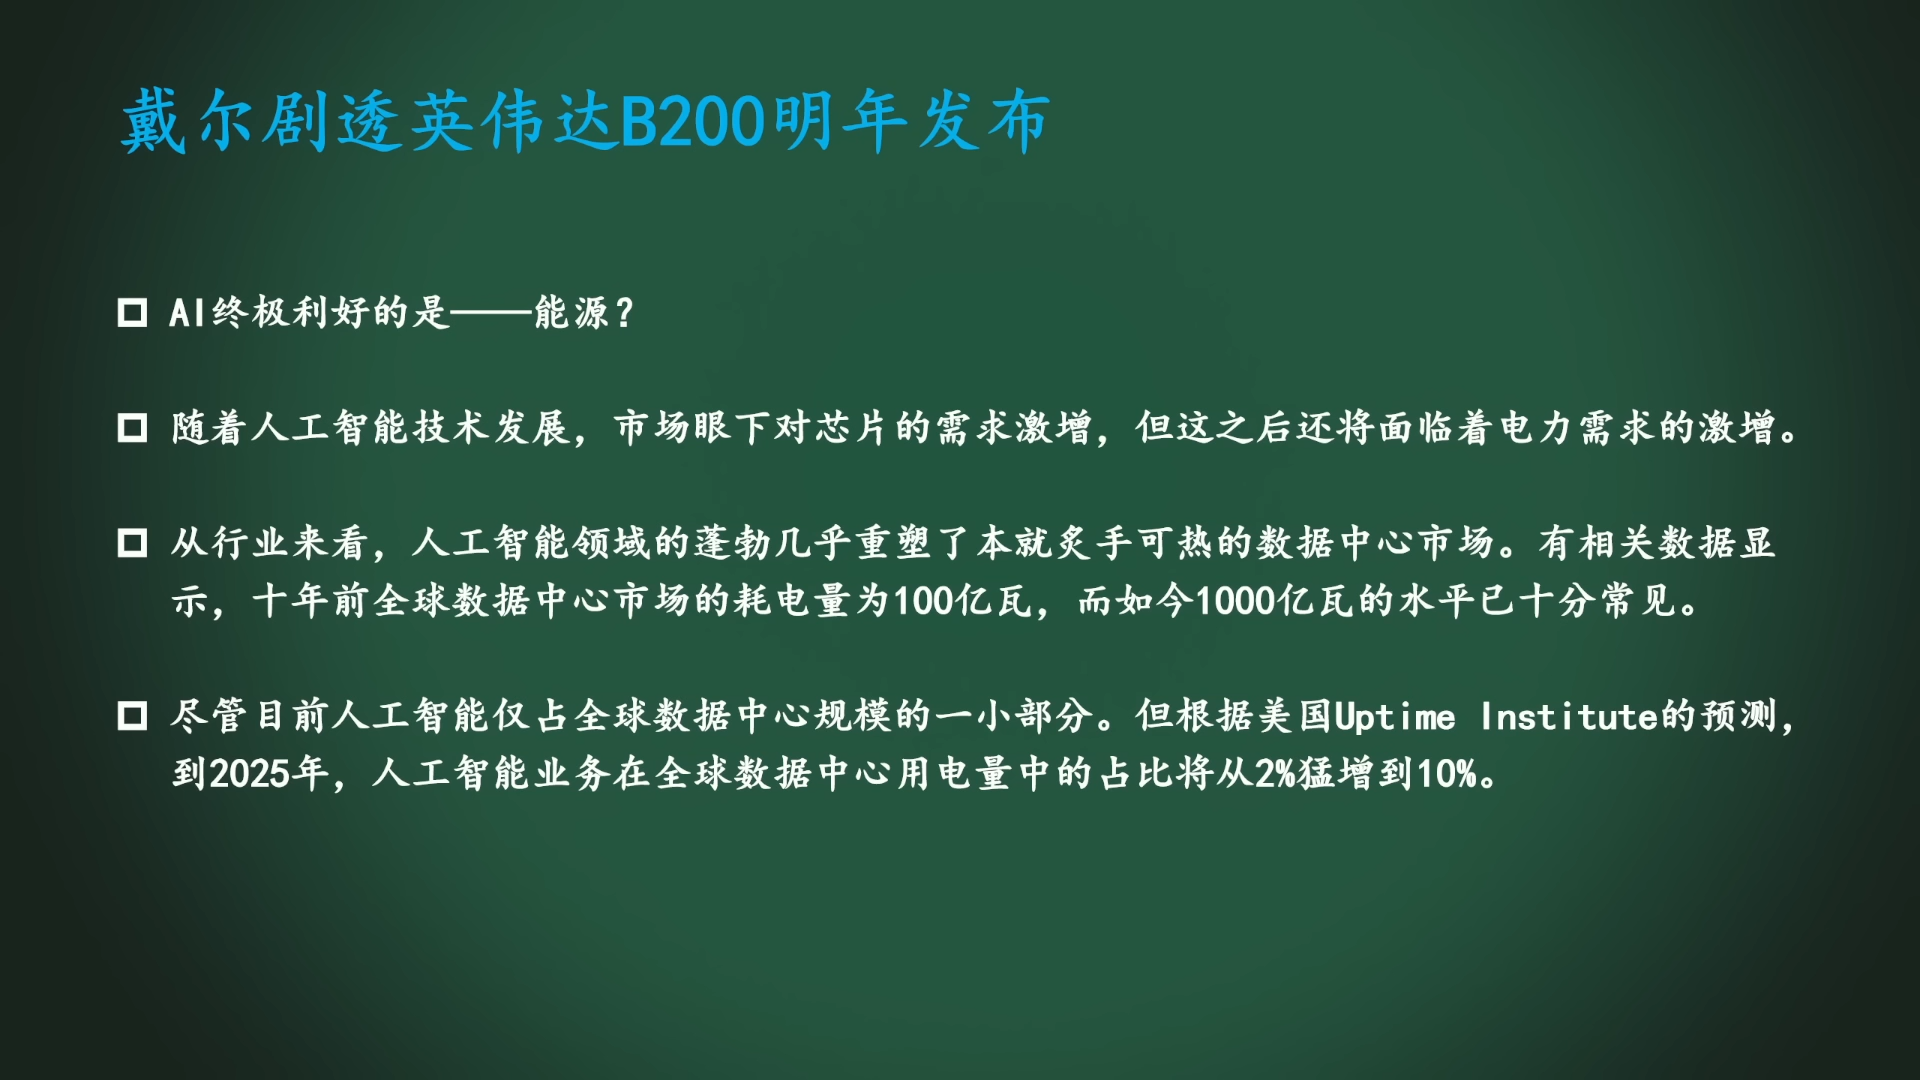 戴尔剧透英伟达B200明年发布
AI终极利好的是——能源？
随着人工智能技术发展，市场眼下对芯片的需求激增，但这之后还将面临着电力需求的激增。
从行业来看，人工智能领域的蓬勃几乎重塑了本就炙手可热的数据中心市场。有相关数据显
示，十年前全球数据中心市场的耗电量为100亿瓦，而如今1000亿瓦的水平已十分常见。
尽管目前人工智能仅占全球数据中心规模的一小部分。但根据美国Uptime Institute的预测，
到2025年，人工智能业务在全球数据中心用电量中的占比将从2%猛增到10%。